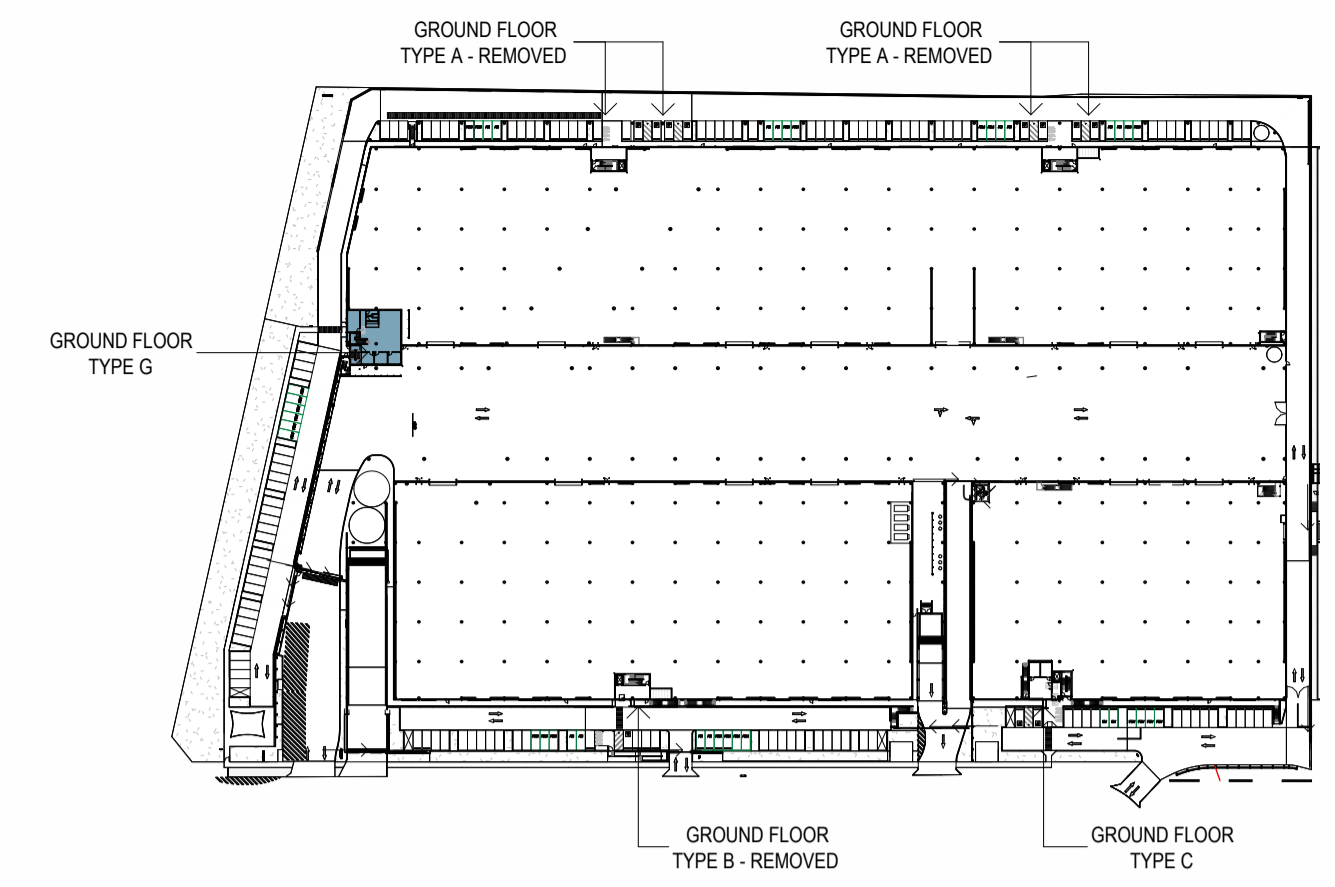 GROUND FLOOR
TYPE A - REMOVED
GROUND FLOOR
TYPE A - REMOVED
GROUND FLOOR
TYPE G
GROUND FLOOR
TYPE B - REMOVED
GROUND FLOOR
TYPE C